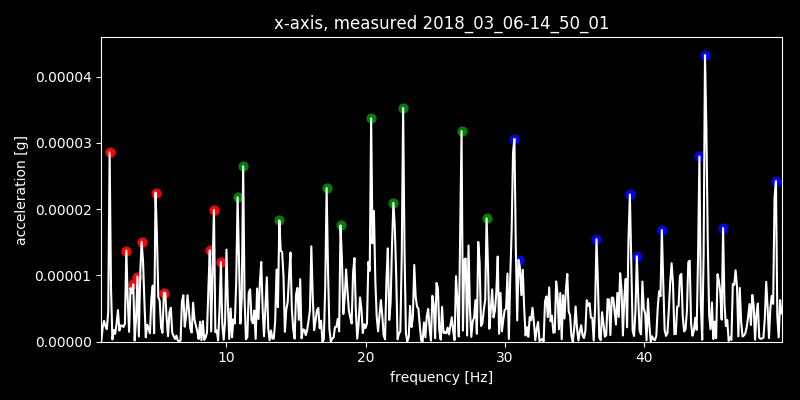 x-axis, measured 2018_03_06-14_50_01
acceleration [g]
0.00004
0.00003
0.00002
0.00001
0.00000
10 20 30 40
frequency [Hz]